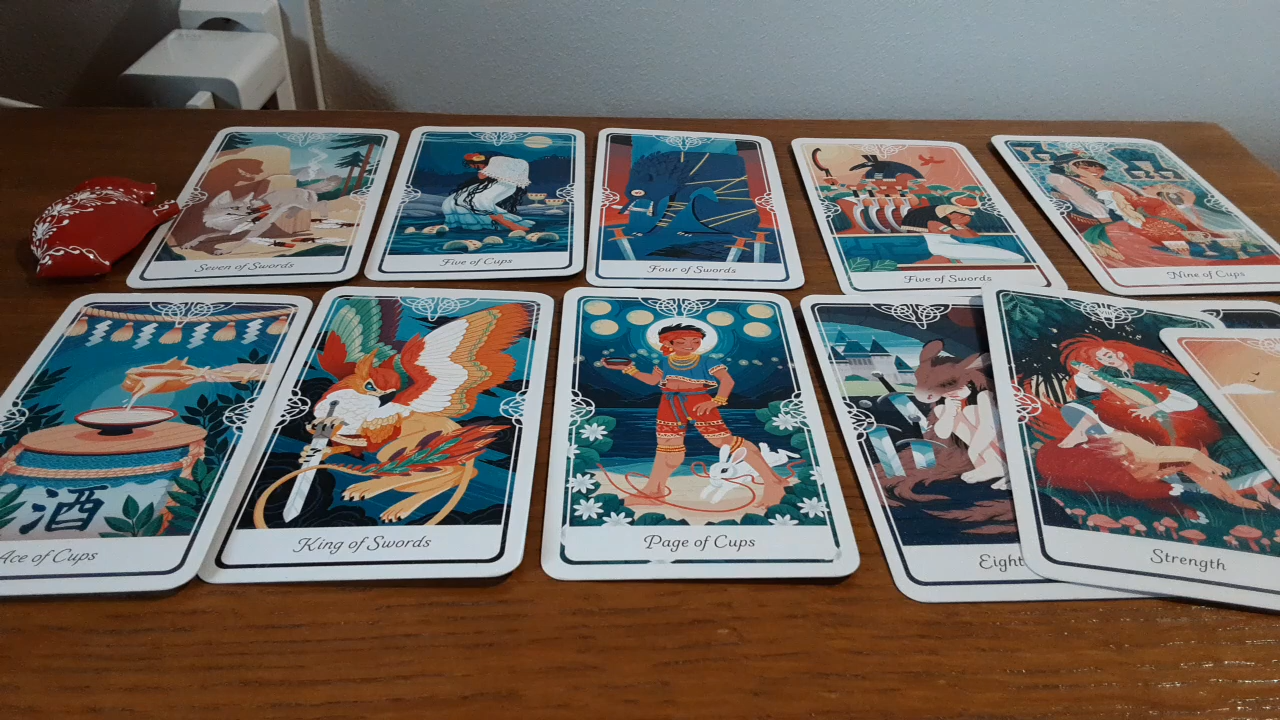 Seven of Swords
Five of Cups
Four of Swords
Five of Swords
Nine of Cups
酒
Ace of Cups
King of Swords
Page of Cups
Eight
Strength